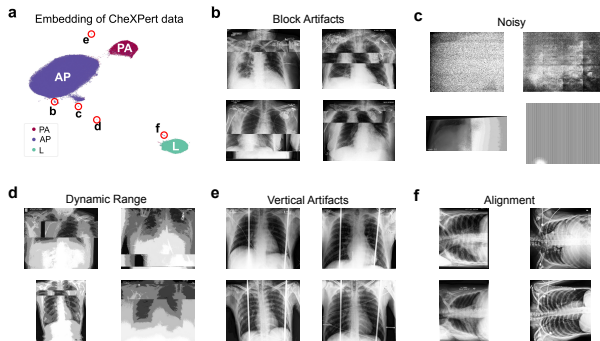 a Embedding of CheXPert data
e
PA
AP
b
c
d
f
L
PA
AP
L
b Block Artifacts
c Noisy
d Dynamic Range
e Vertical Artifacts
f Alignment